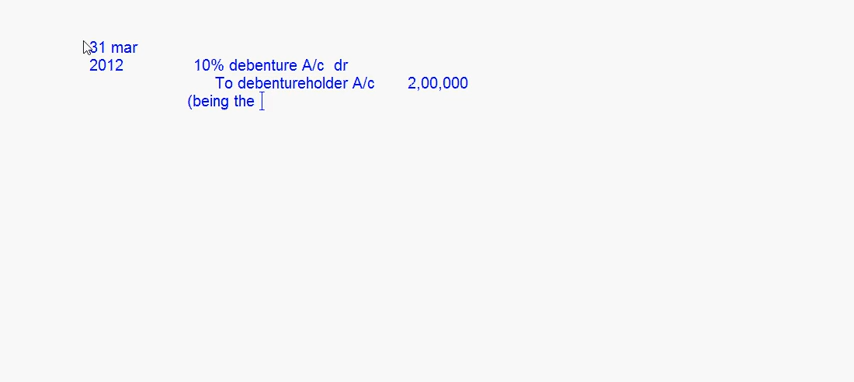 31 mar
2012 10% debenture A/c dr
To debentureholder A/c 2,00,000
(being the